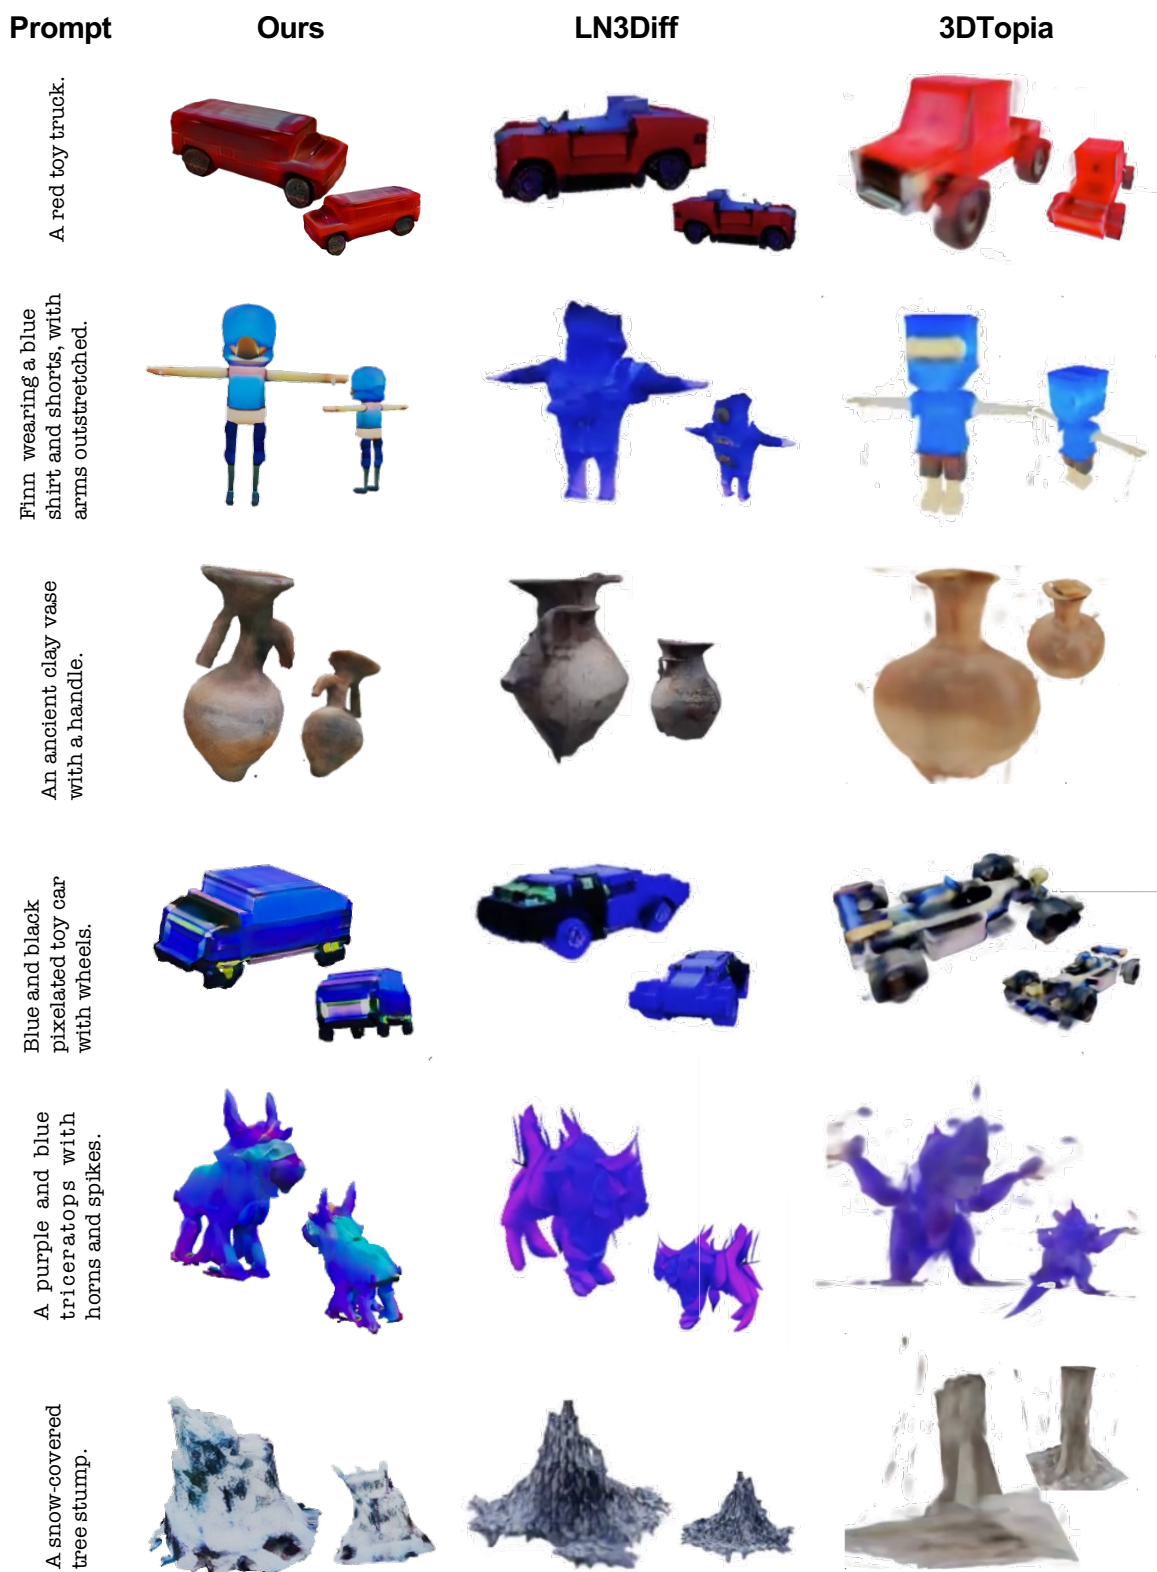 Prompt Ours LN3Diff 3DTopia
A red toy truck.
Finn wearing a blue
shirt and shorts, with
arms outstretched.
An ancient clay vase
with a handle.
Blue and black
pixelated toy car
with wheels.
A purple and blue
triceratops with
horns and spikes.
A snow-covered
tree stump.